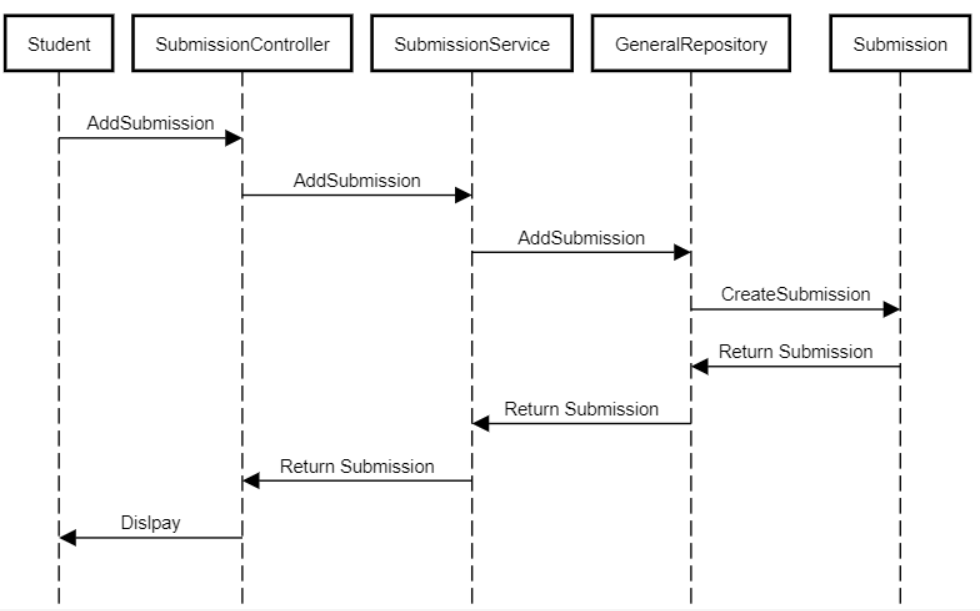 Student
SubmissionController
SubmissionService
GeneralRepository
Submission
AddSubmission
AddSubmission
AddSubmission
CreateSubmission
Return Submission
Return Submission
Return Submission
Dislpay